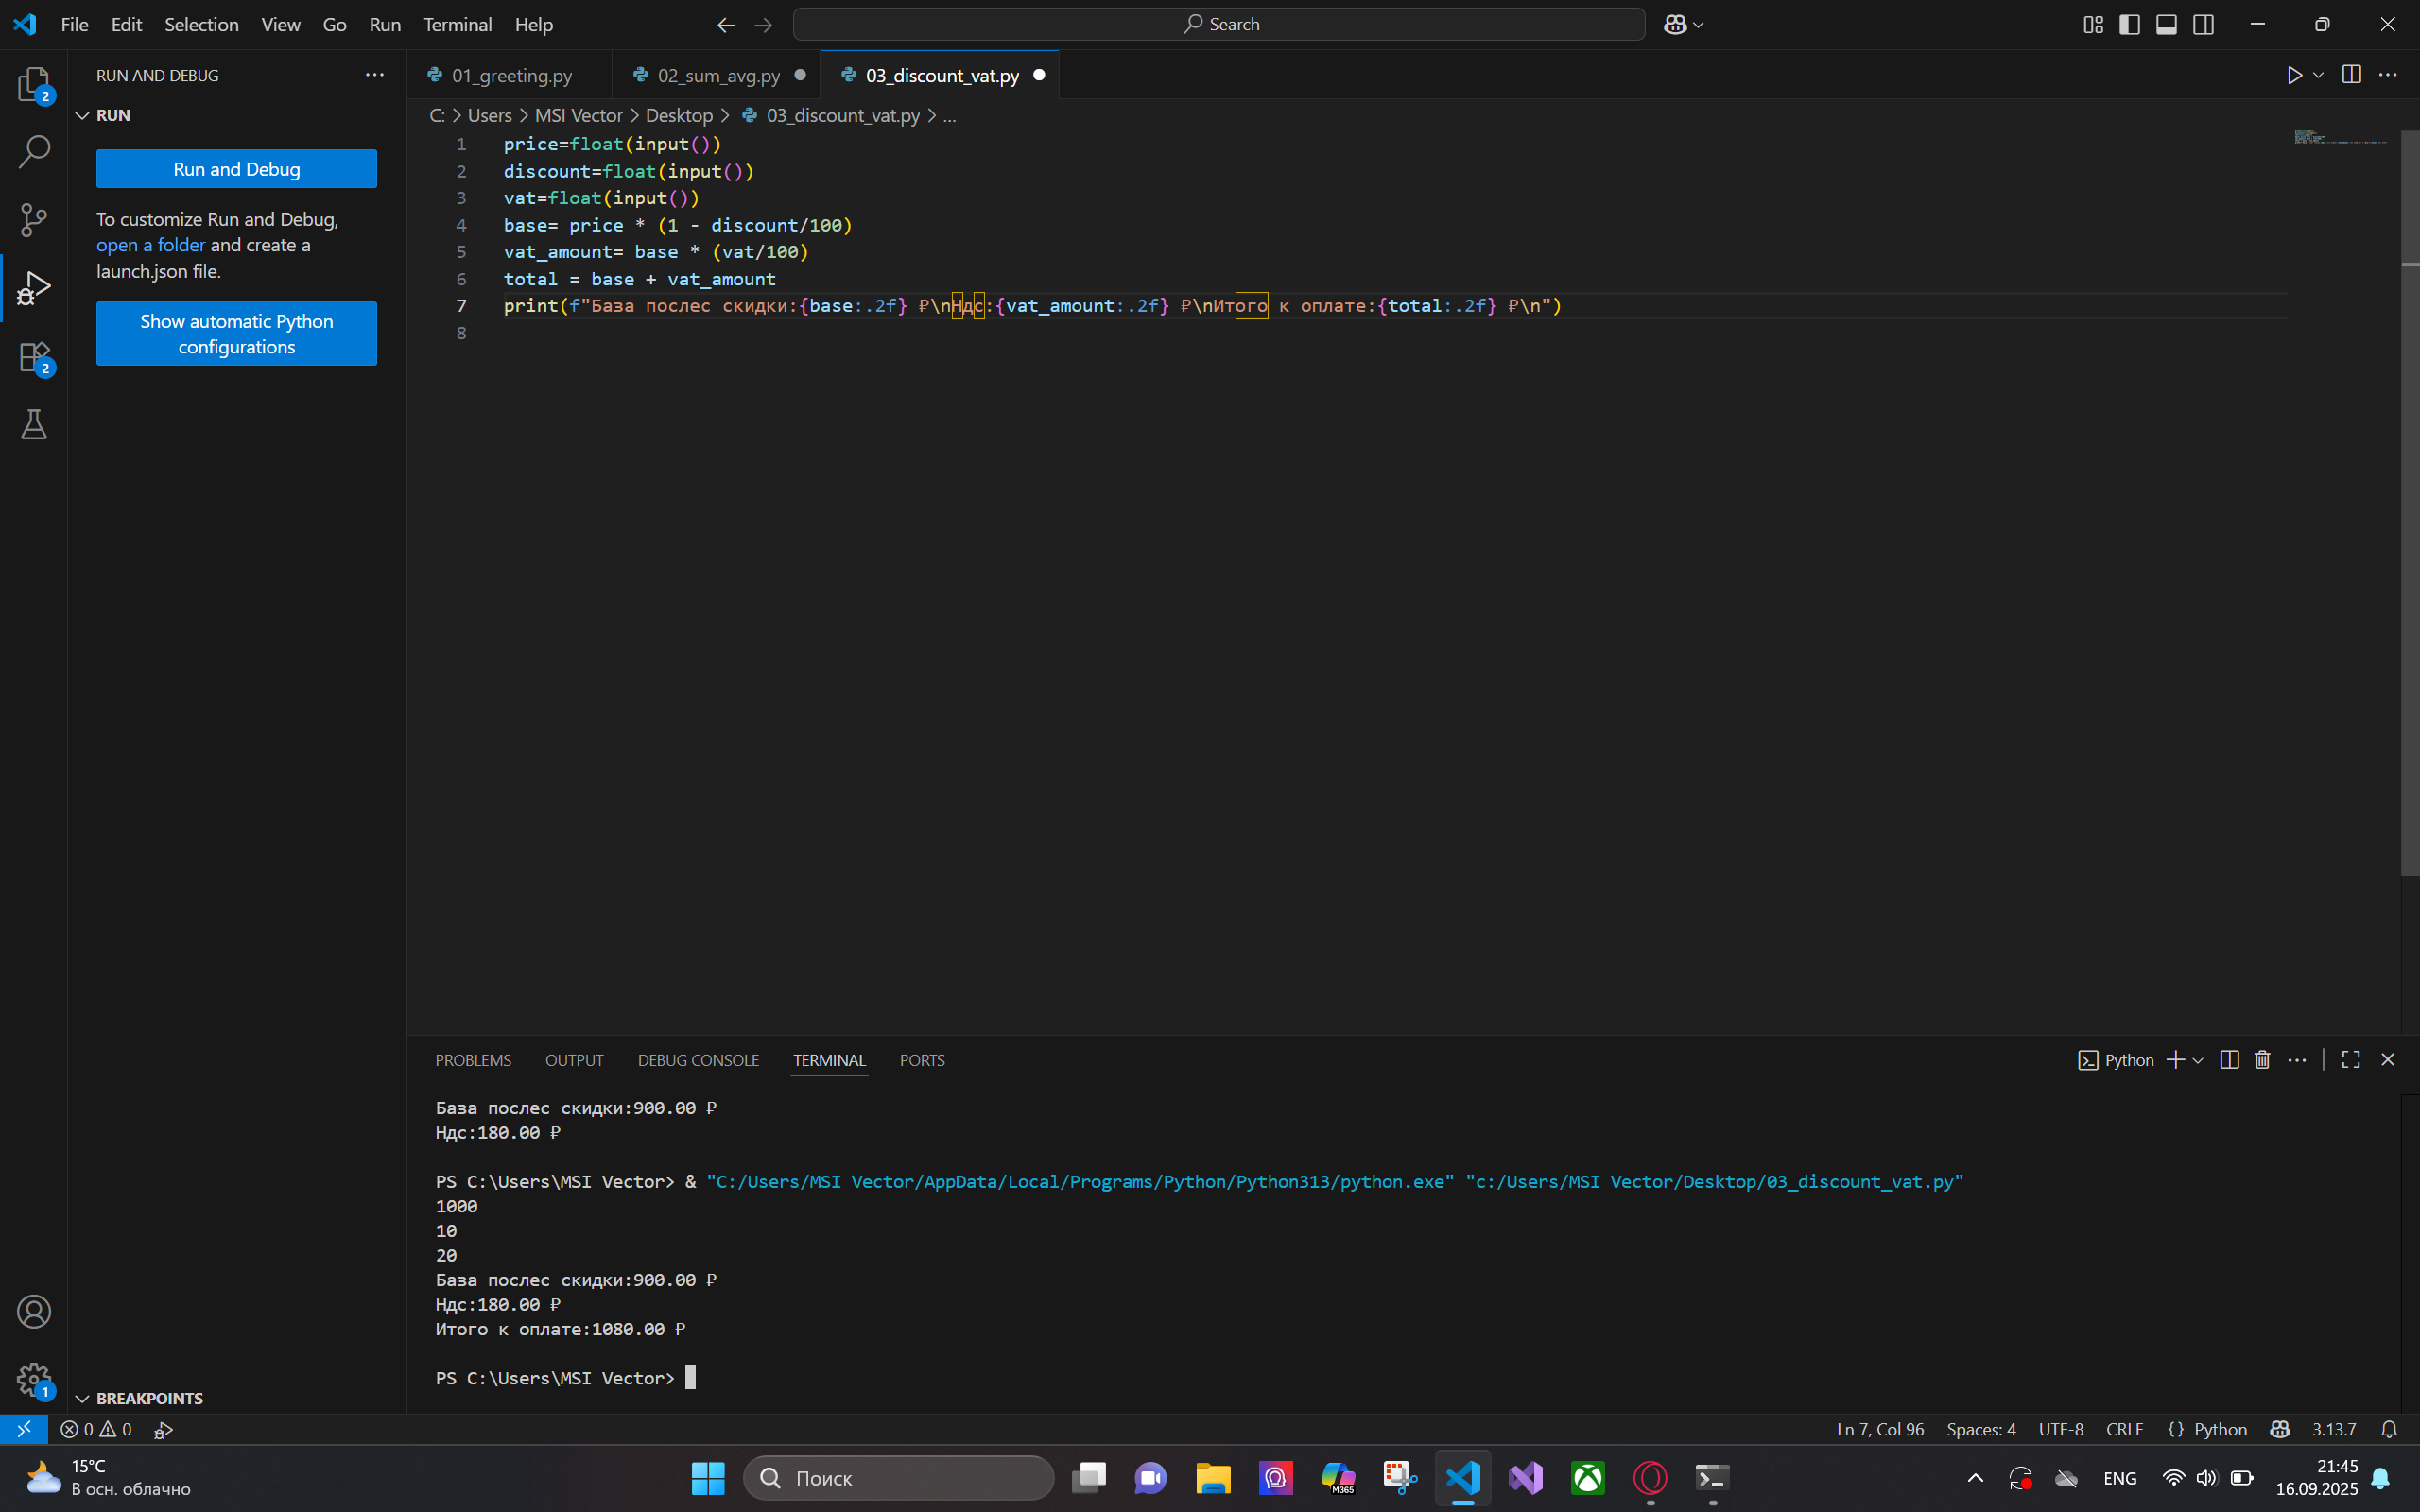 File Edit Selection View Go Run Terminal Help
Search
RUN AND DEBUG
RUN
Run and Debug
To customize Run and Debug,
open a folder and create a
launch.json file.
Show automatic Python
configurations
BREAKPOINTS
01_greeting.py 02_sum_avg.py 03_discount_vat.py
C: > Users > MSI Vector > Desktop > 03_discount_vat.py > ...
1 price=float(input())
2 discount=float(input())
3 vat=float(input())
4 base= price * (1 - discount/100)
5 vat_amount= base * (vat/100)
6 total = base + vat_amount
7 print(f"База послес скидки:{base:.2f} ₽\nНдс:{vat_amount:.2f} ₽\nИтого к оплате:{total:.2f} ₽\n")
8
PROBLEMS OUTPUT DEBUG CONSOLE TERMINAL PORTS
Python
База послес скидки:900.00 ₽
Ндс:180.00 ₽
PS C:\Users\MSI Vector> & "C:/Users/MSI Vector/AppData/Local/Programs/Python/Python313/python.exe" "c:/Users/MSI Vector/Desktop/03_discount_vat.py"
1000
10
20
База послес скидки:900.00 ₽
Ндс:180.00 ₽
Итого к оплате:1080.00 ₽
PS C:\Users\MSI Vector>
2
2
1
0 0
Ln 7, Col 96 Spaces: 4 UTF-8 CRLF {} Python 3.13.7
15°C
В осн. облачно
Поиск
M365
ENG
21:45
16.09.2025